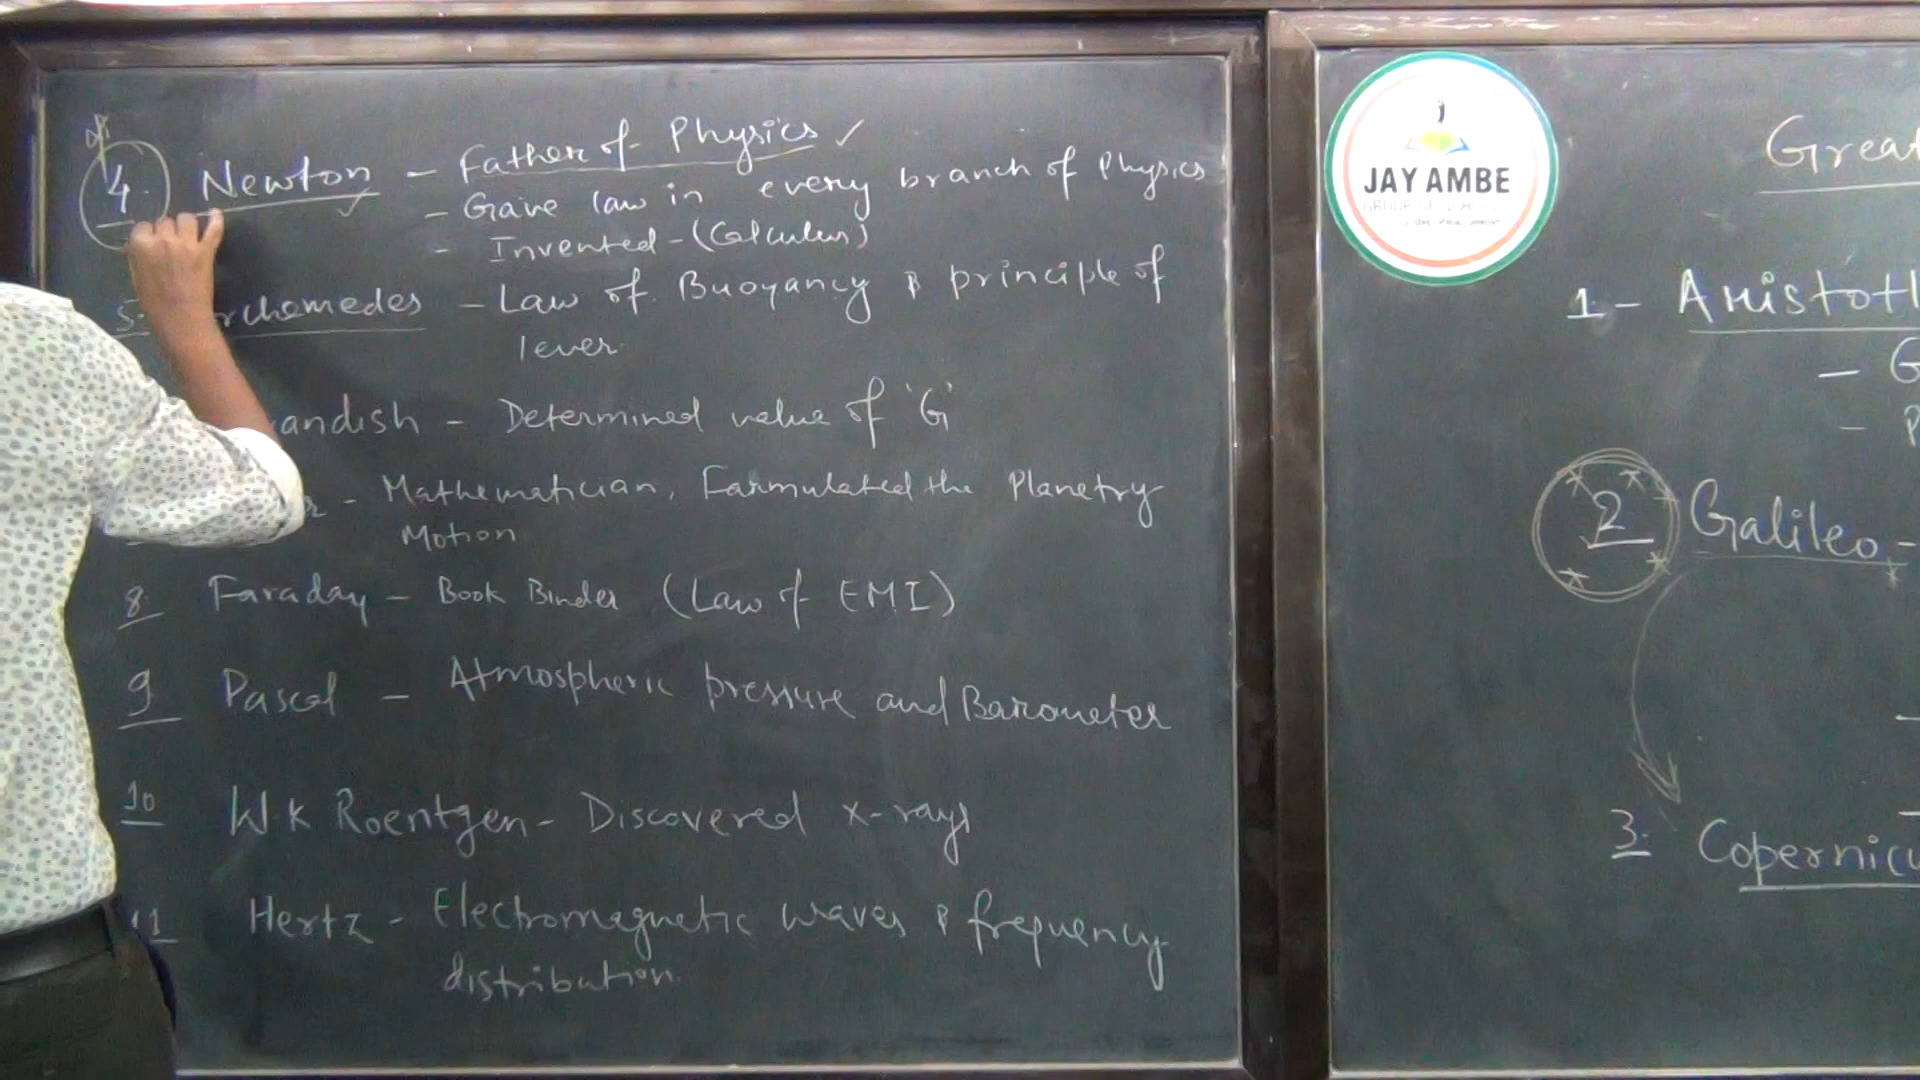 4. Newton - Father of Physics ✓
- Gave law in every branch of Physics
- Invented - (Calculus)
5. rchemedes - Law of Buoyancy & principle of
lever.
andish - Determined value of 'G'
r - Mathematician, Farmulated the Planetry
Motion
8 Faraday - Book Binder (Law of EMI)
9 Pascal - Atmospheric pressure and Barometer
10 W.K Roentgen - Discovered x-rays
11 Hertz - Electromagnetic waves & frequency
distribution.
JAY AMBE
Great
1. - Aristotl
- G
- P
2 Galileo -
3. Copernicu